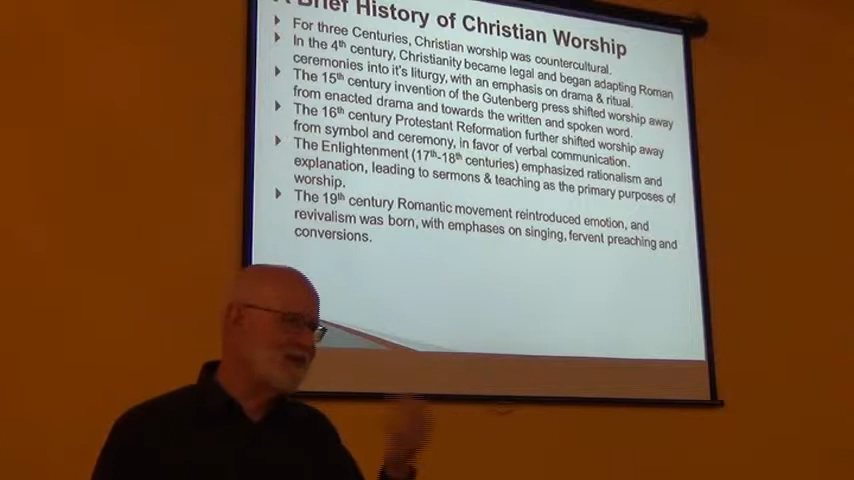 A Brief History of Christian Worship
For three Centuries, Christian worship was countercultural.
In the 4th century, Christianity became legal and began adapting Roman
ceremonies into it's liturgy, with an emphasis on drama & ritual.
The 15th century invention of the Gutenberg press shifted worship away
from enacted drama and towards the written and spoken word.
The 16th century Protestant Reformation further shifted worship away
from symbol and ceremony, in favor of verbal communication.
The Enlightenment (17th-18th centuries) emphasized rationalism and
explanation, leading to sermons & teaching as the primary purposes of
worship.
The 19th century Romantic movement reintroduced emotion, and
revivalism was born, with emphases on singing, fervent preaching and
conversions.